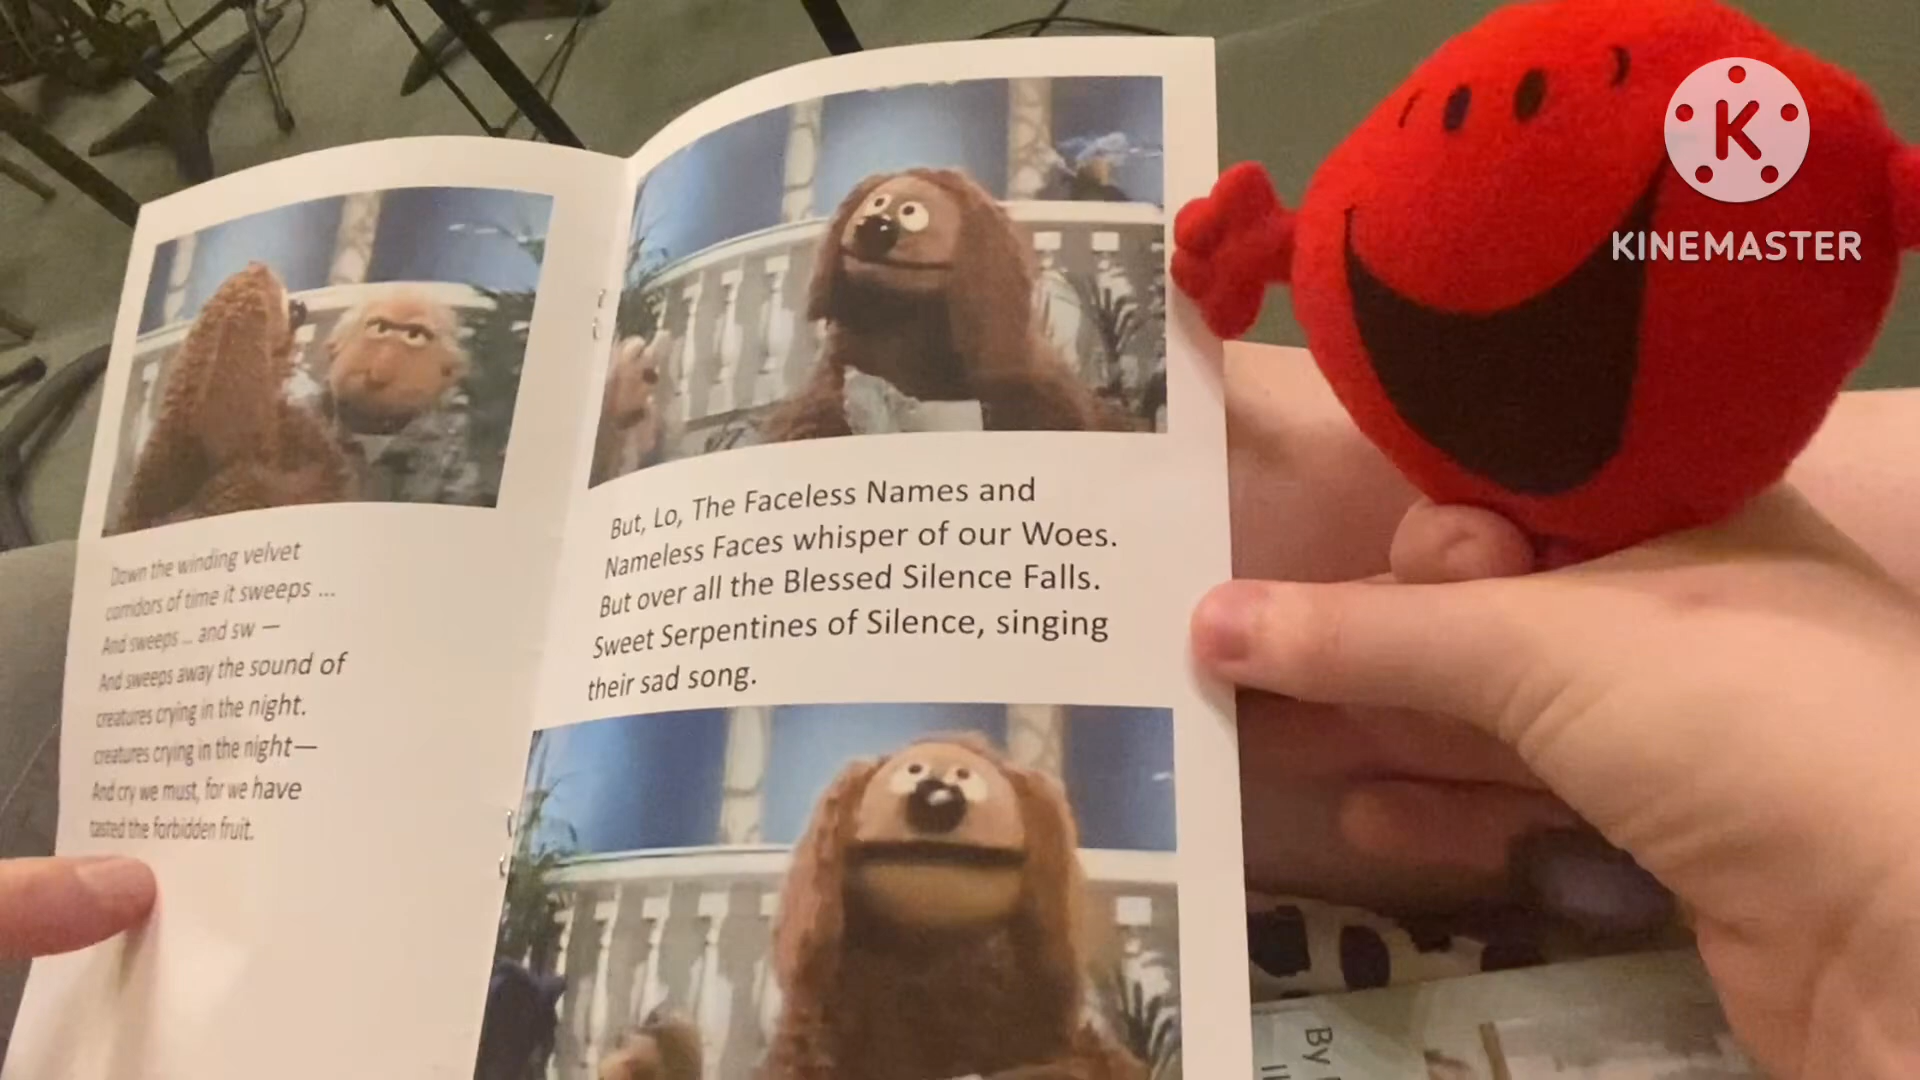 Down the winding velvet
corridors of time it sweeps ...
And sweeps ... and sw —
And sweeps away the sound of
creatures crying in the night.
creatures crying in the night—
And cry we must, for we have
tasted the forbidden fruit.
But, Lo, The Faceless Names and
Nameless Faces whisper of our Woes.
But over all the Blessed Silence Falls.
Sweet Serpentines of Silence, singing
their sad song.
K
KINEMASTER
By